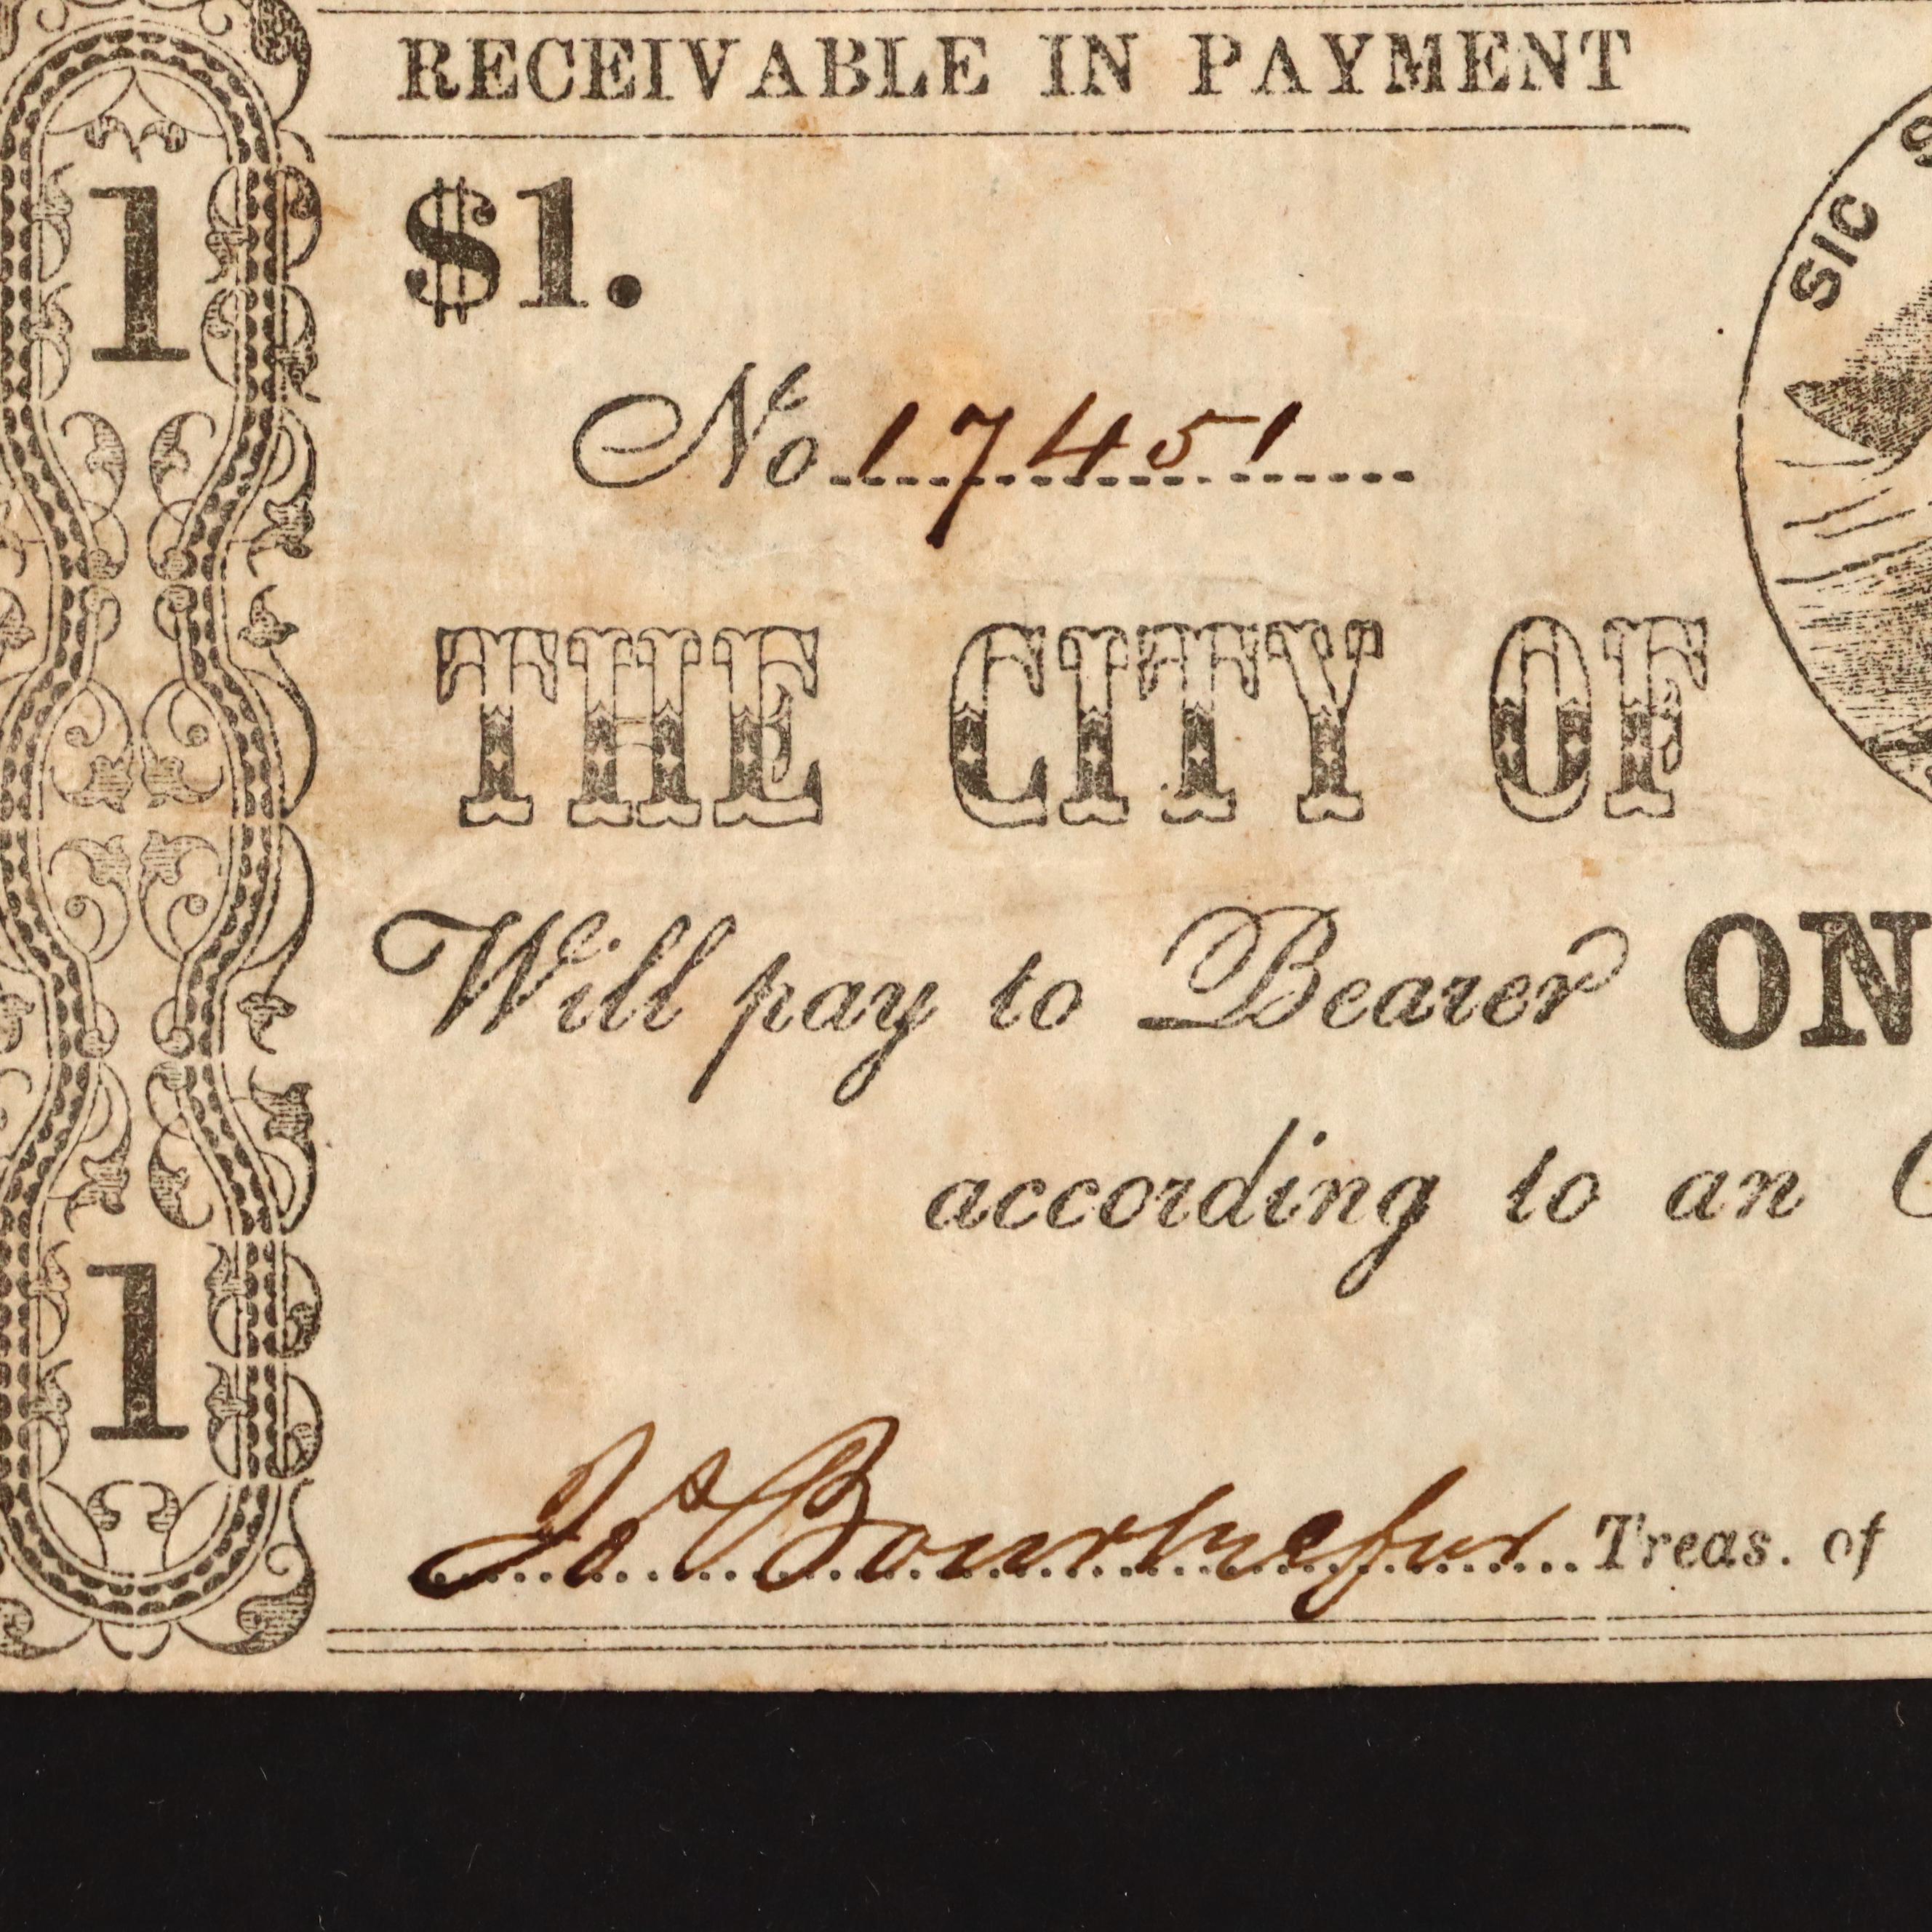 RECEIVABLE IN PAYMENT
1
$1.
SIC
No 17451
THE CITY OF
Will pay to Bearer ON
according to an
1
Treas. of